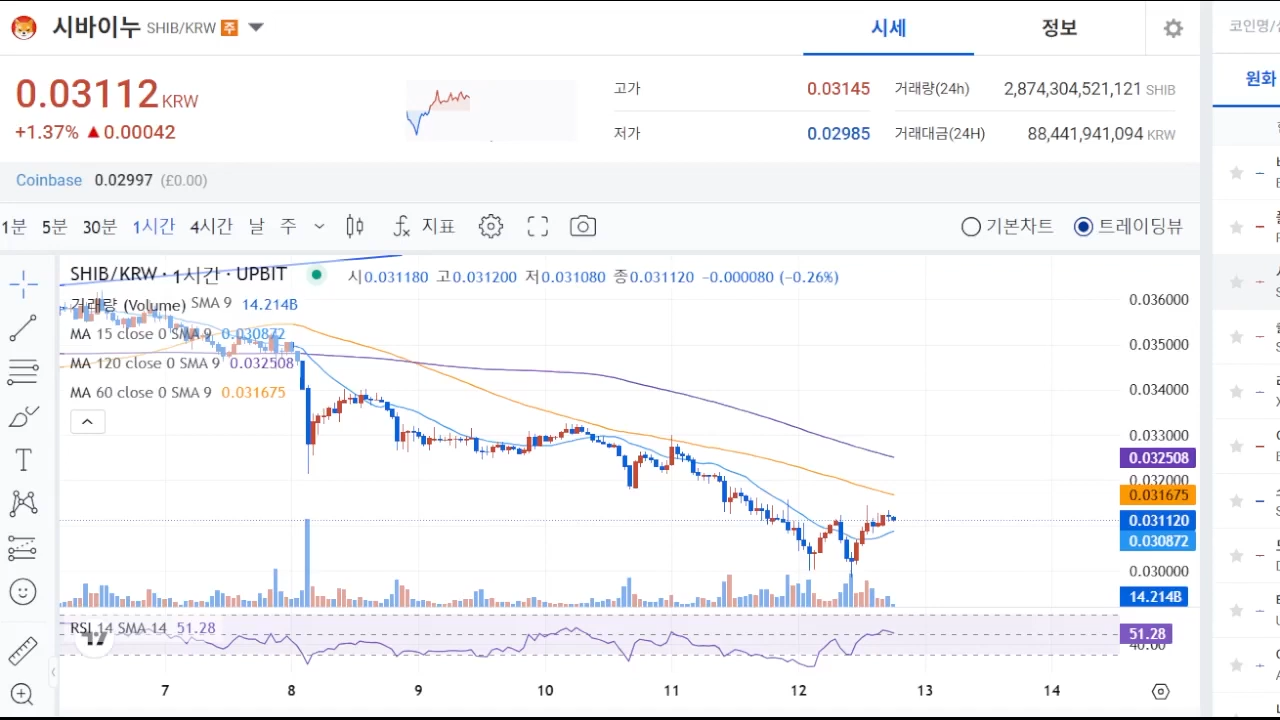 시바이누 SHIB/KRW 주
시세
정보
코인명/
원화
0.03112 KRW
+1.37% ▲0.00042
고가 0.03145 거래량(24h) 2,874,304,521,121 SHIB
저가 0.02985 거래대금(24H) 88,441,941,094 KRW
Coinbase 0.02997 (£0.00)
1분 5분 30분 1시간 4시간 날 주 지표 기본차트 트레이딩뷰
SHIB/KRW · 1시간 · UPBIT 시0.031180 고0.031200 저0.031080 종0.031120 −0.000080 (−0.26%)
거래량 (Volume) SMA 9 14.214B
MA 15 close 0 SMA 9 0.030872
MA 120 close 0 SMA 9 0.032508
MA 60 close 0 SMA 9 0.031675
0.036000
0.035000
0.034000
0.033000
0.032508
0.032000
0.031675
0.031120
0.030872
0.030000
14.214B
RSI 14 SMA 14 51.28
51.28
40.00
7 8 9 10 11 12 13 14